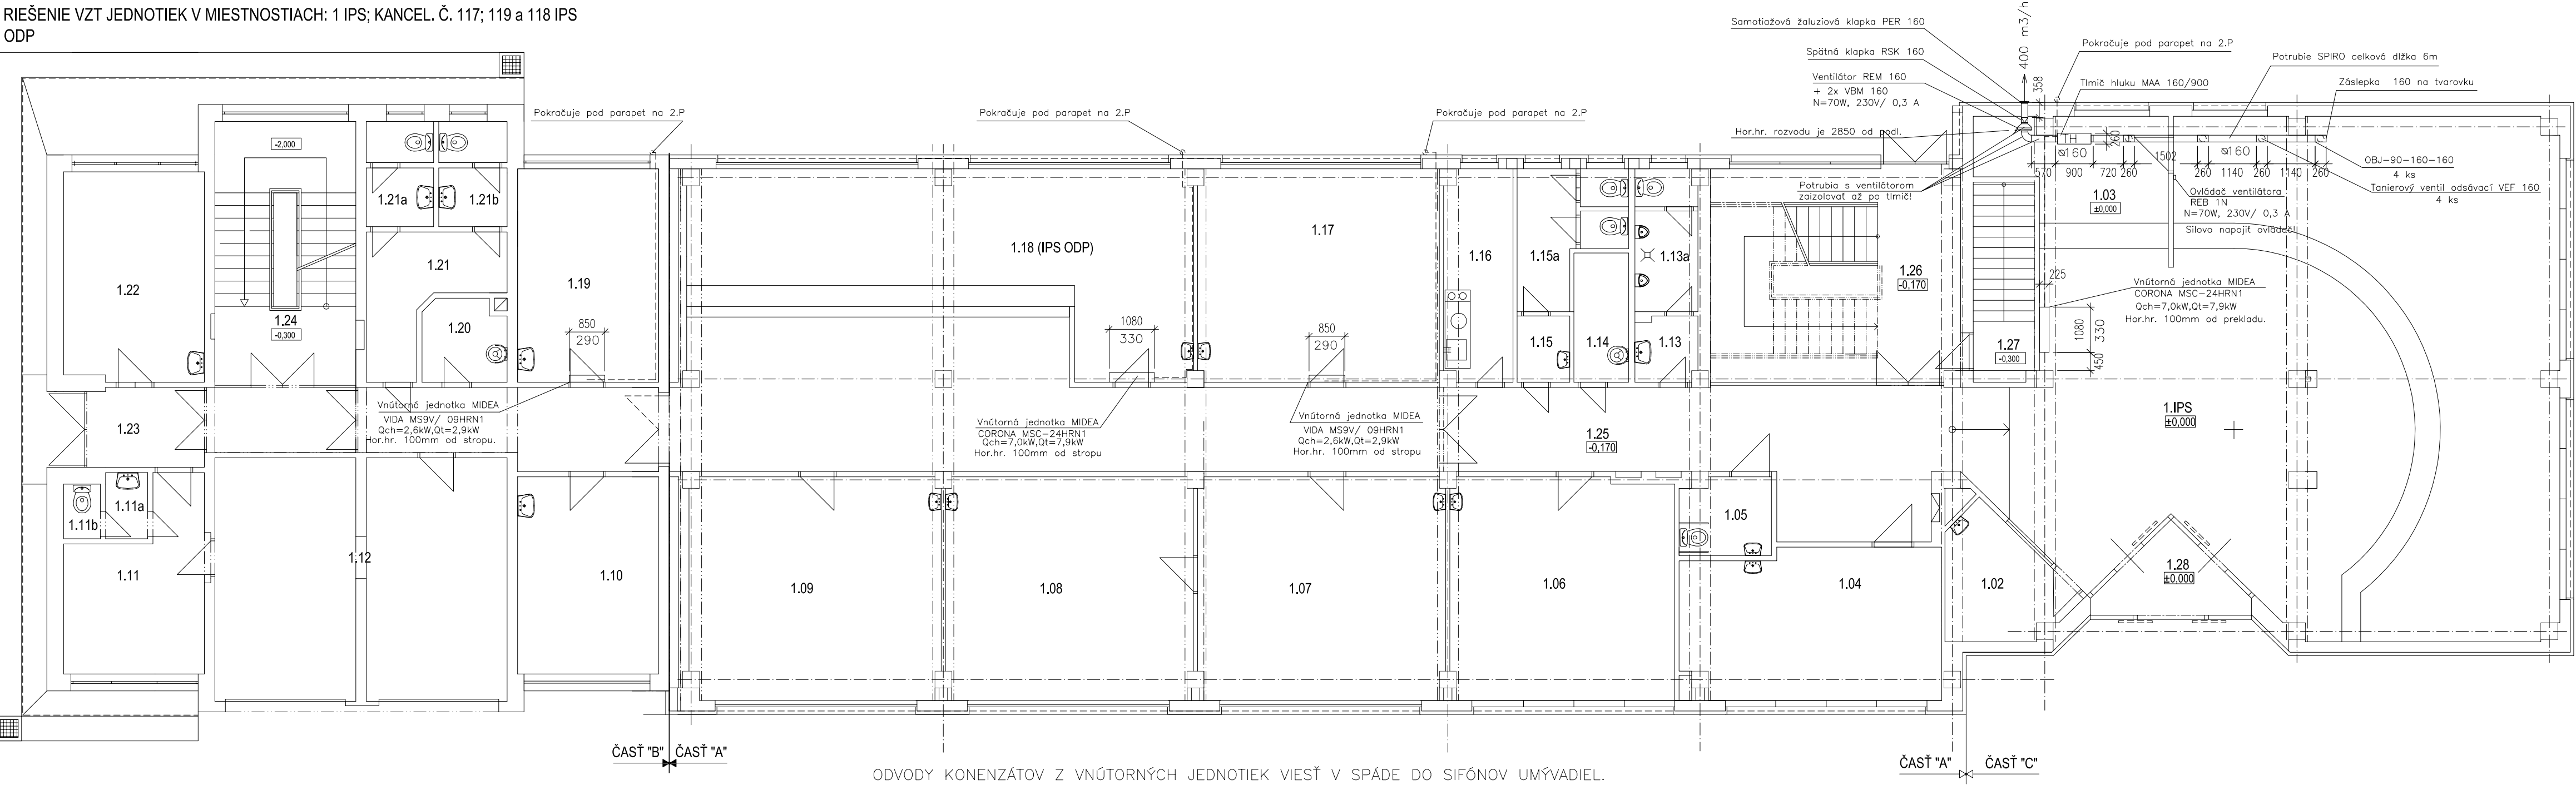 RIEŠENIE VZT JEDNOTIEK V MIESTNOSTIACH: 1 IPS; KANCEL. Č. 117; 119 a 118 IPS
ODP
Samotiažová žaluziová klapka PER 160
Spätná klapka RSK 160
Ventilátor REM 160
+ 2x VBM 160
N=70W, 230V/ 0,3 A
Hor.hr. rozvodu je 2850 od podl.
400 m3/h
358
Pokračuje pod parapet na 2.P
Tlmič hluku MAA 160/900
Potrubie SPIRO celková dĺžka 6m
Záslepka 160 na tvarovku
Pokračuje pod parapet na 2.P
Pokračuje pod parapet na 2.P
Pokračuje pod parapet na 2.P
TH
260
ø160
1502
ø160
570
900
720
260
260
1140
260
1140
260
OBJ-90-160-160
4 ks
Tanierový ventil odsávací VEF 160
4 ks
Ovládač ventilátora
REB 1N
N=70W, 230V/ 0,3 A
Silovo napojiť ovládač!
Potrubia s ventilátorom
zaizolovať až po tlmič!
-2,000
1.21a
1.21b
1.21
1.22
1.24
-0,300
1.20
1.19
850
290
1.18 (IPS ODP)
1080
330
1.17
850
290
1.16
1.15a
1.13a
1.15
1.14
1.13
1.26
-0,170
1.03
±0,000
225
1.27
-0,300
1080
330
450
Vnútorná jednotka MIDEA
CORONA MSC-24HRN1
Qch=7,0kW,Qt=7,9kW
Hor.hr. 100mm od prekladu.
1.23
Vnútorná jednotka MIDEA
VIDA MS9V/ 09HRN1
Qch=2,6kW,Qt=2,9kW
Hor.hr. 100mm od stropu.
Vnútorná jednotka MIDEA
CORONA MSC-24HRN1
Qch=7,0kW,Qt=7,9kW
Hor.hr. 100mm od stropu
Vnútorná jednotka MIDEA
VIDA MS9V/ 09HRN1
Qch=2,6kW,Qt=2,9kW
Hor.hr. 100mm od stropu
1.25
-0,170
1.IPS
±0,000
1.11b
1.11a
1.11
1.12
1.10
1.09
1.08
1.07
1.06
1.05
1.04
1.02
1.28
±0,000
ČASŤ "B"
ČASŤ "A"
ČASŤ "A"
ČASŤ "C"
ODVODY KONENZÁTOV Z VNÚTORNÝCH JEDNOTIEK VIESŤ V SPÁDE DO SIFÓNOV UMÝVADIEL.